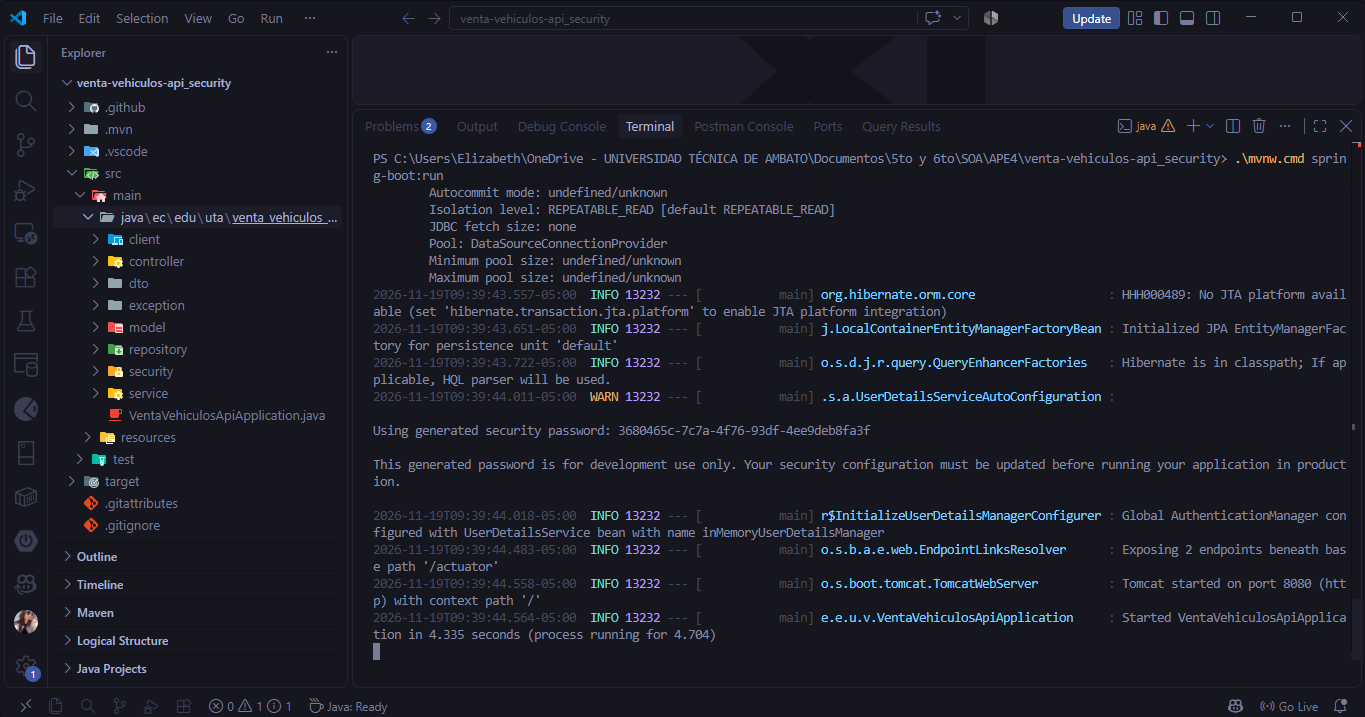 File Edit Selection View Go Run ···
venta-vehiculos-api_security
Update
Explorer ···
venta-vehiculos-api_security
.github
.mvn
.vscode
src
main
java\ec\edu\uta\venta_vehiculos_...
client
controller
dto
exception
model
repository
security
service
VentaVehiculosApiApplication.java
resources
test
target
.gitattributes
.gitignore
Outline
Timeline
Maven
Logical Structure
Java Projects
1
Problems 2 Output Debug Console Terminal Postman Console Ports Query Results
java
PS C:\Users\Elizabeth\OneDrive - UNIVERSIDAD TÉCNICA DE AMBATO\Documentos\5to y 6to\SOA\APE4\venta-vehiculos-api_security> .\mvnw.cmd sprin
g-boot:run
Autocommit mode: undefined/unknown
Isolation level: REPEATABLE_READ [default REPEATABLE_READ]
JDBC fetch size: none
Pool: DataSourceConnectionProvider
Minimum pool size: undefined/unknown
Maximum pool size: undefined/unknown
2026-11-19T09:39:43.557-05:00 INFO 13232 --- [ main] org.hibernate.orm.core : HHH000489: No JTA platform avail
able (set 'hibernate.transaction.jta.platform' to enable JTA platform integration)
2026-11-19T09:39:43.651-05:00 INFO 13232 --- [ main] j.LocalContainerEntityManagerFactoryBean : Initialized JPA EntityManagerFac
tory for persistence unit 'default'
2026-11-19T09:39:43.722-05:00 INFO 13232 --- [ main] o.s.d.j.r.query.QueryEnhancerFactories : Hibernate is in classpath; If ap
plicable, HQL parser will be used.
2026-11-19T09:39:44.011-05:00 WARN 13232 --- [ main] .s.a.UserDetailsServiceAutoConfiguration :
Using generated security password: 3680465c-7c7a-4f76-93df-4ee9deb8fa3f
This generated password is for development use only. Your security configuration must be updated before running your application in product
ion.
2026-11-19T09:39:44.018-05:00 INFO 13232 --- [ main] r$InitializeUserDetailsManagerConfigurer : Global AuthenticationManager con
figured with UserDetailsService bean with name inMemoryUserDetailsManager
2026-11-19T09:39:44.483-05:00 INFO 13232 --- [ main] o.s.b.a.e.web.EndpointLinksResolver : Exposing 2 endpoints beneath bas
e path '/actuator'
2026-11-19T09:39:44.558-05:00 INFO 13232 --- [ main] o.s.boot.tomcat.TomcatWebServer : Tomcat started on port 8080 (htt
p) with context path '/'
2026-11-19T09:39:44.564-05:00 INFO 13232 --- [ main] e.e.u.v.VentaVehiculosApiApplication : Started VentaVehiculosApiApplica
tion in 4.335 seconds (process running for 4.704)
0 1 1 Java: Ready Go Live